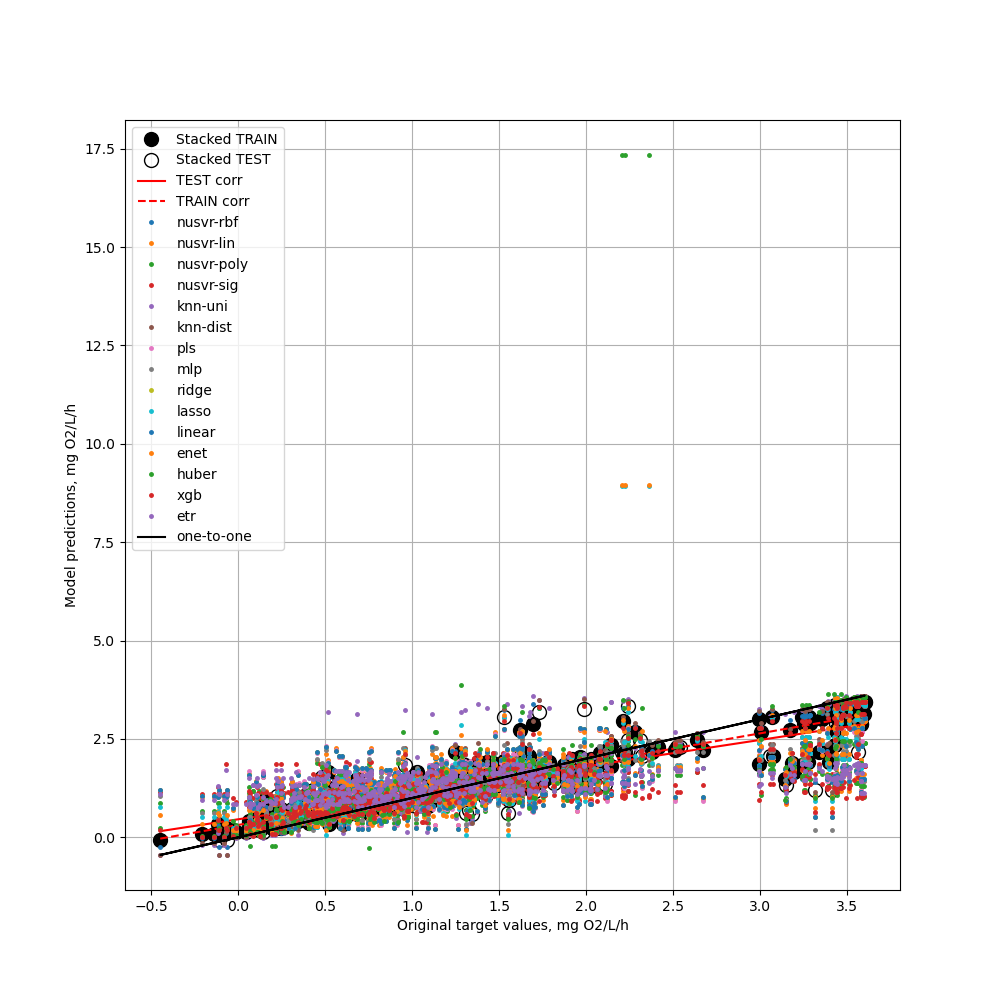 17.5
15.0
12.5
10.0
7.5
5.0
2.5
0.0
Model predictions, mg O2/L/h
Stacked TRAIN
Stacked TEST
TEST corr
TRAIN corr
nusvr-rbf
nusvr-lin
nusvr-poly
nusvr-sig
knn-uni
knn-dist
pls
mlp
ridge
lasso
linear
enet
huber
xgb
etr
one-to-one
−0.5 0.0 0.5 1.0 1.5 2.0 2.5 3.0 3.5
Original target values, mg O2/L/h